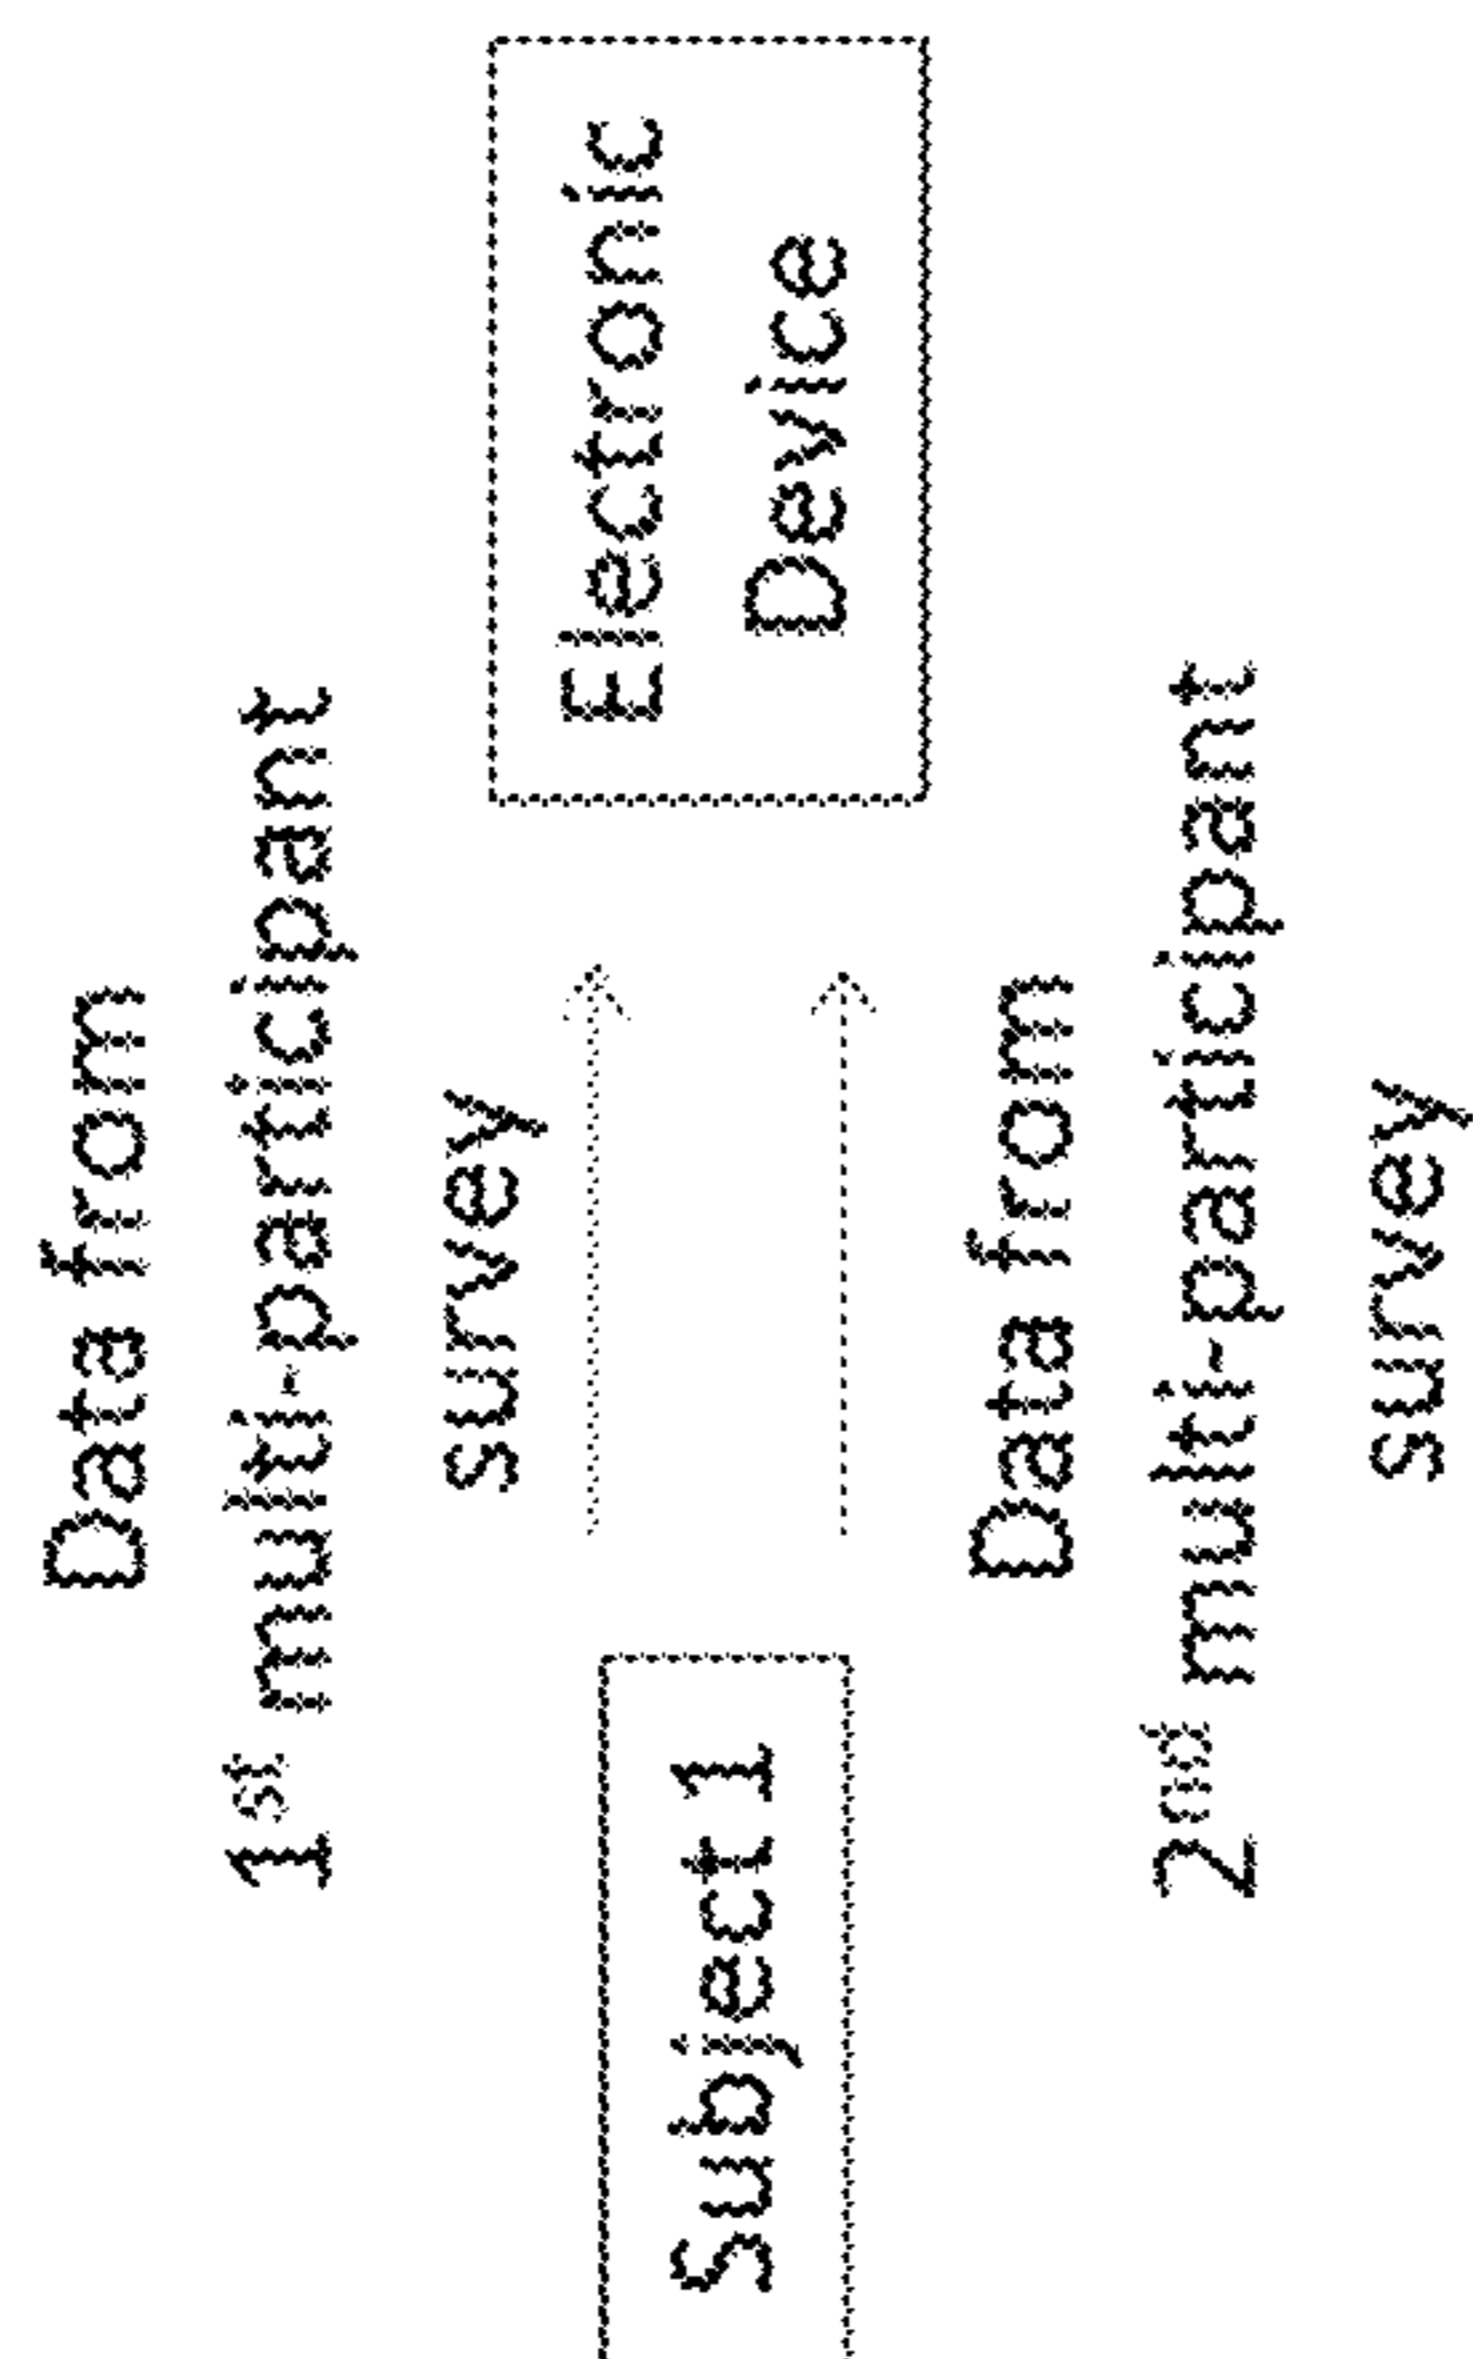 Data from
1st multi-participant
survey
Subject 1
Electronic
Device
Data from
2nd multi-participant
survey